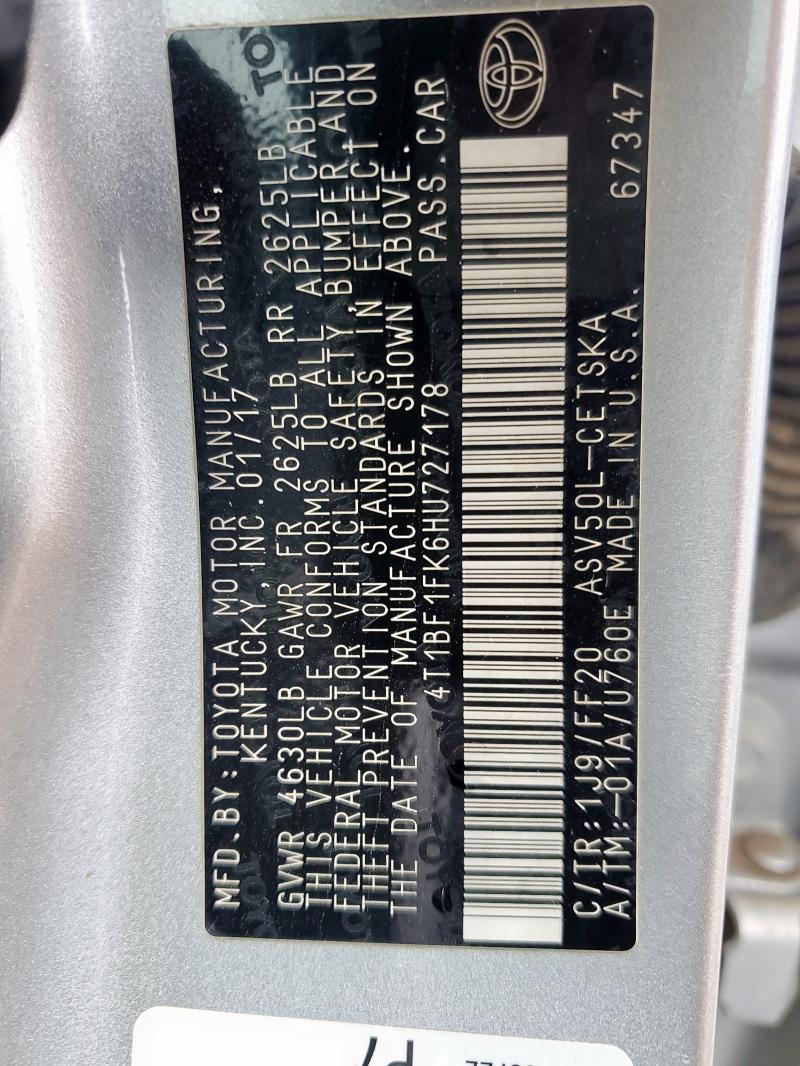 MFD.BY:TOYOTA MOTOR MANUFACTURING,
KENTUCKY,INC.01/17
GVWR 4630LB GAWR FR 2625LB RR 2625LB
THIS VEHICLE CONFORMS TO ALL APPLICABLE
FEDERAL MOTOR VEHICLE SAFETY,BUMPER,AND
THEFT PREVENTION STANDARDS IN EFFECT ON
THE DATE OF MANUFACTURE SHOWN ABOVE.
4T1BF1FK6HU727178 PASS.CAR
C/TR:1J9/FF20 ASV50L-CETSKA
A/TM:-01A/U760E MADE IN U.S.A. 67347